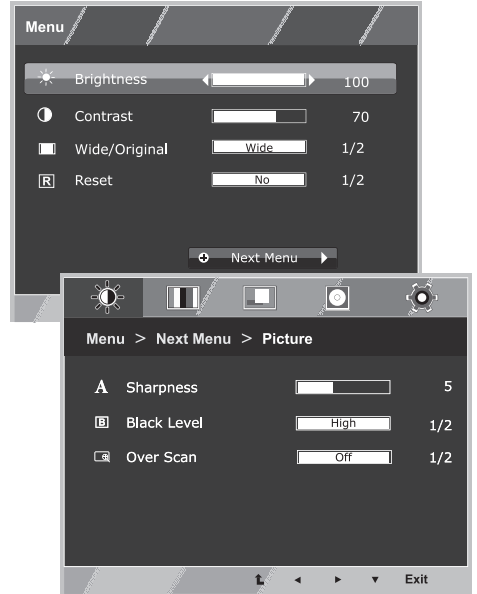 Menu
Brightness 100
Contrast 70
Wide/Original Wide 1/2
R Reset No 1/2
Next Menu
Menu > Next Menu > Picture
A Sharpness 5
B Black Level High 1/2
Over Scan Off 1/2
Exit